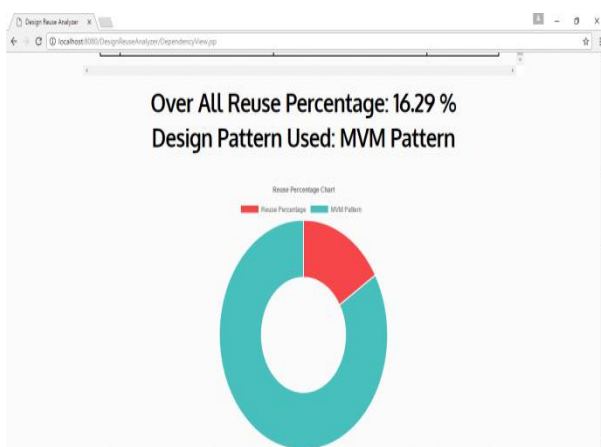 Design Reuse Analyzer
localhost:8080/DesignReuseAnalyzer/DependencyView.jsp
Over All Reuse Percentage: 16.29 %
Design Pattern Used: MVM Pattern
Reuse Percentage Chart
Reuse Percentage MVM Pattern